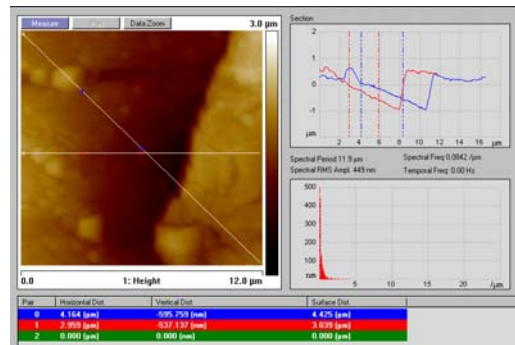 Measure Pan Data Zoom 3.0 µm
0.0 1: Height 12.0 µm
Section
2
1
0
-1
µm
2 4 6 8 10 12 14 16 µm
Spectral Period 11.9 µm Spectral Freq 0.0842 /µm
Spectral RMS Ampl. 449 nm Temporal Freq 0.00 Hz
500
400
300
200
100
nm
5 10 15 20 /µm
Pair Horizontal Dist. Vertical Dist. Surface Dist.
0 4.164 (µm) -595.759 (nm) 4.425 (µm)
1 2.959 (µm) -537.137 (nm) 3.039 (µm)
2 0.000 (µm) 0.000 (nm) 0.000 (µm)